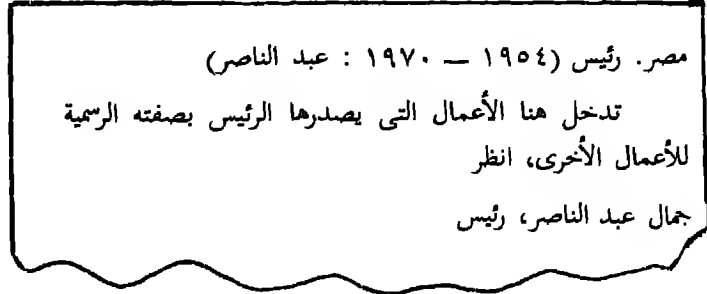 مصر. رئيس (١٩٥٤ — ١٩٧٠ : عبد الناصر)
تدخل هنا الأعمال التى يصدرها الرئيس بصفته الرسمية
للأعمال الأخرى، انظر
جمال عبد الناصر، رئيس